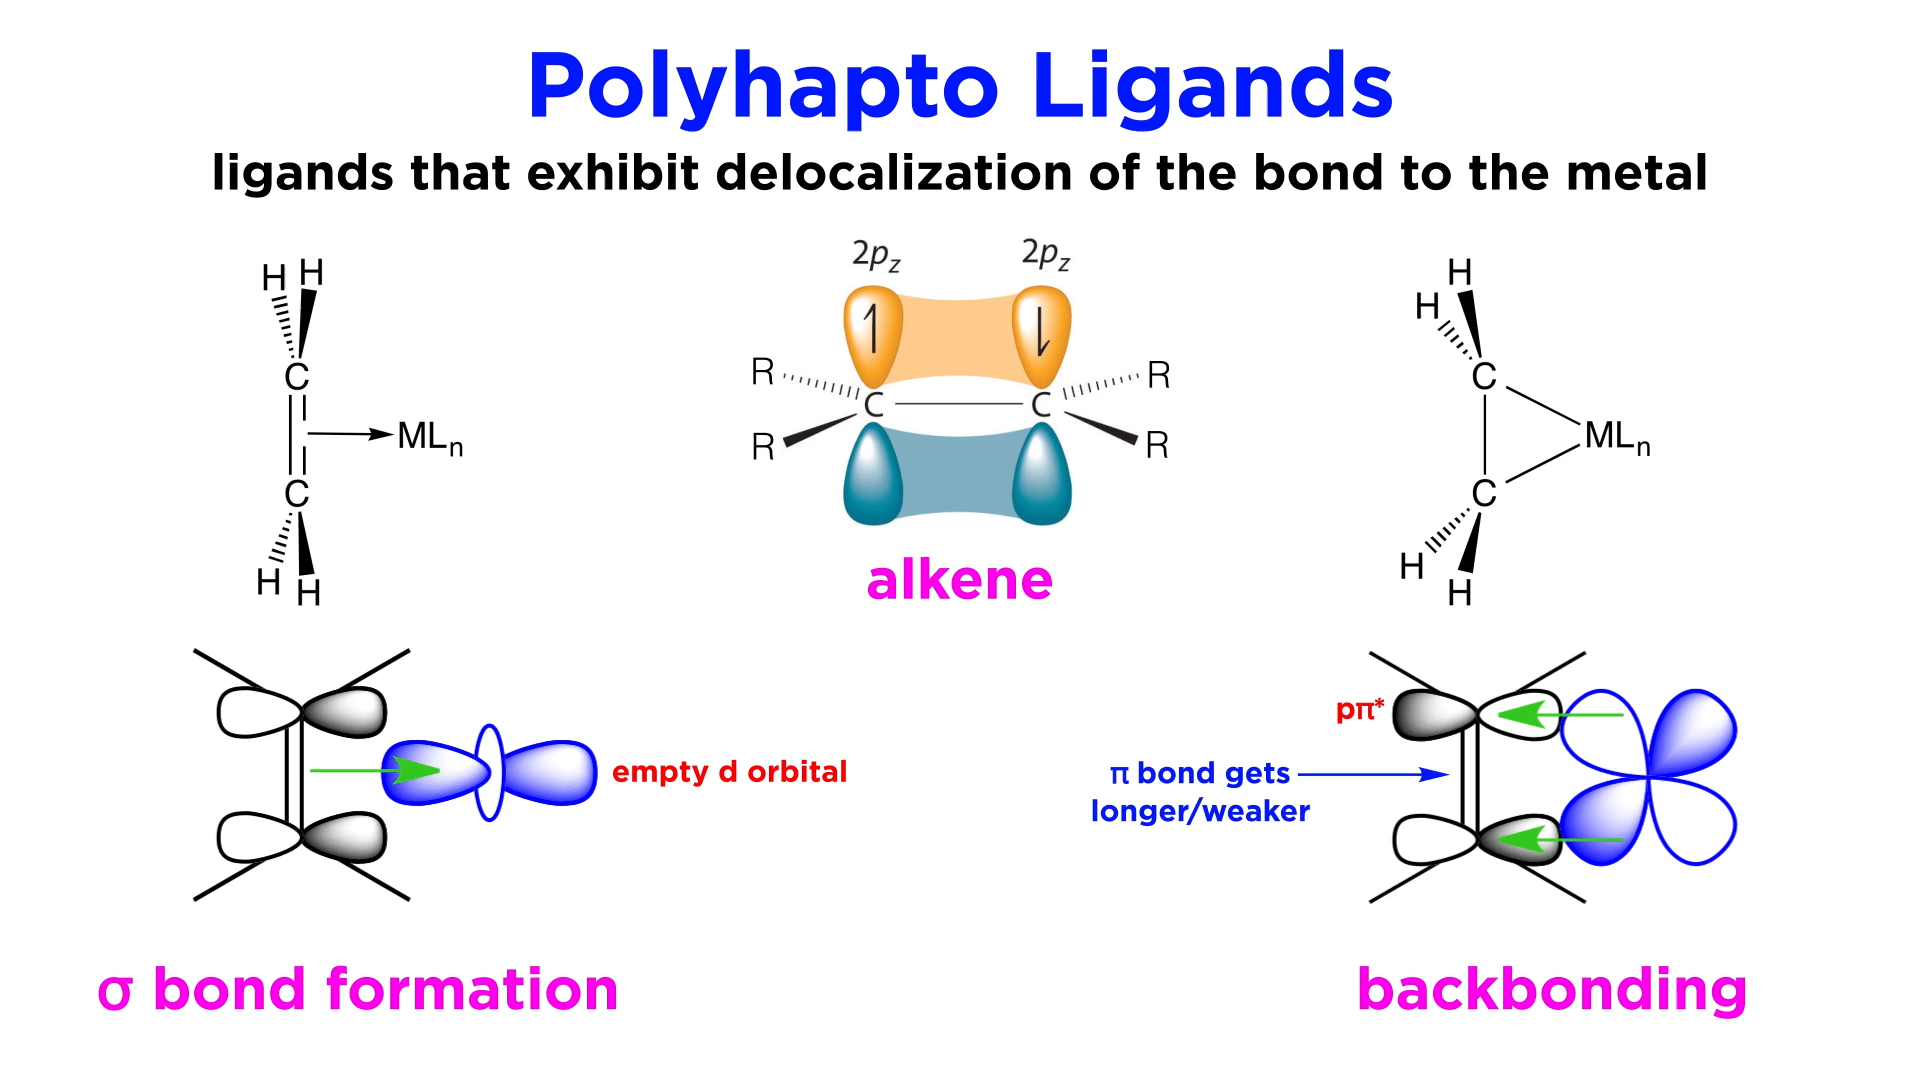 Polyhapto Ligands
ligands that exhibit delocalization of the bond to the metal
H H
C
MLn
C
H H
2pz 2pz
R R
C C
R R
alkene
H
H
C
MLn
C
H
H
empty d orbital
pπ*
π bond gets
longer/weaker
σ bond formation
backbonding